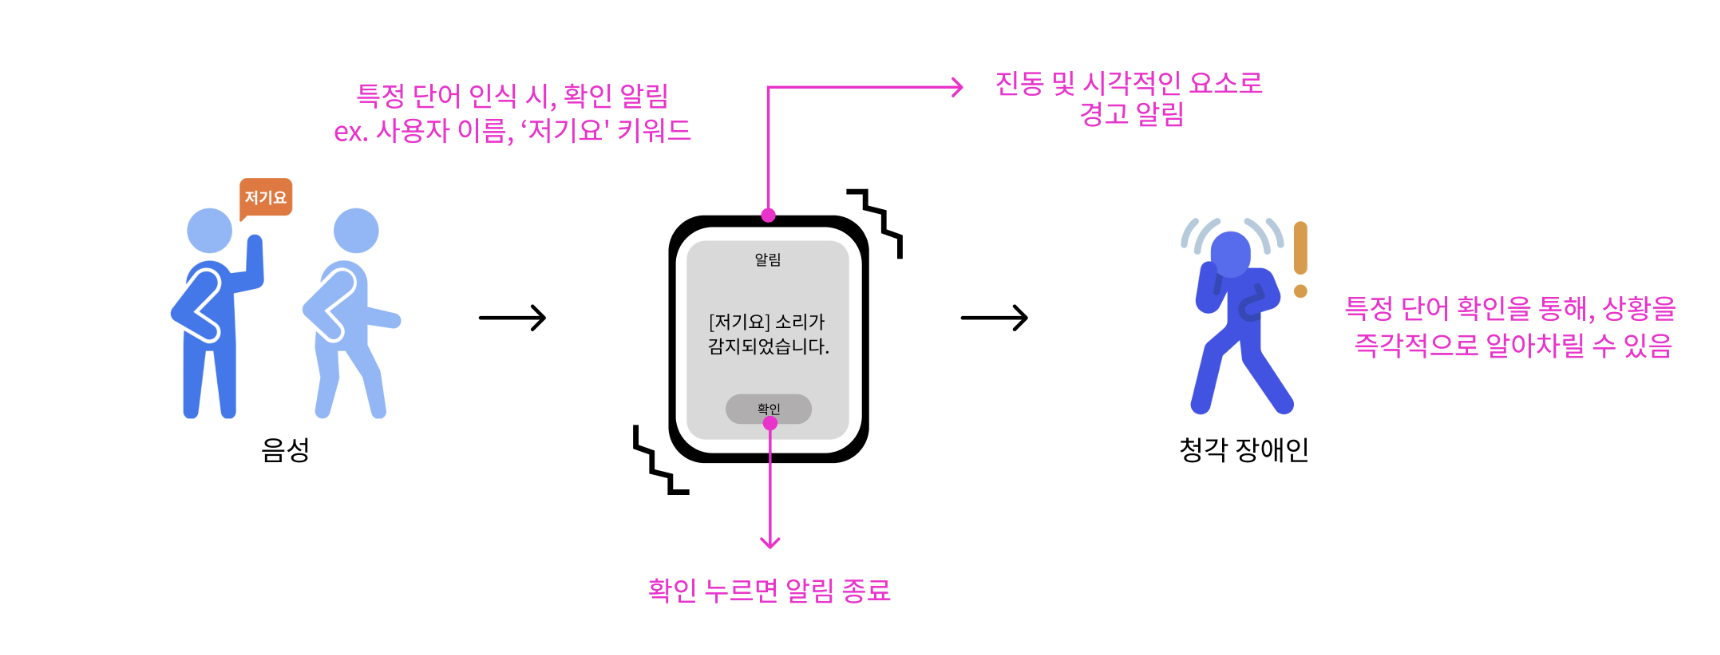 특정 단어 인식 시, 확인 알림
ex. 사용자 이름, ‘저기요' 키워드
진동 및 시각적인 요소로
경고 알림
저기요
알림
[저기요] 소리가
감지되었습니다.
확인
특정 단어 확인을 통해, 상황을
즉각적으로 알아차릴 수 있음
음성
청각 장애인
확인 누르면 알림 종료